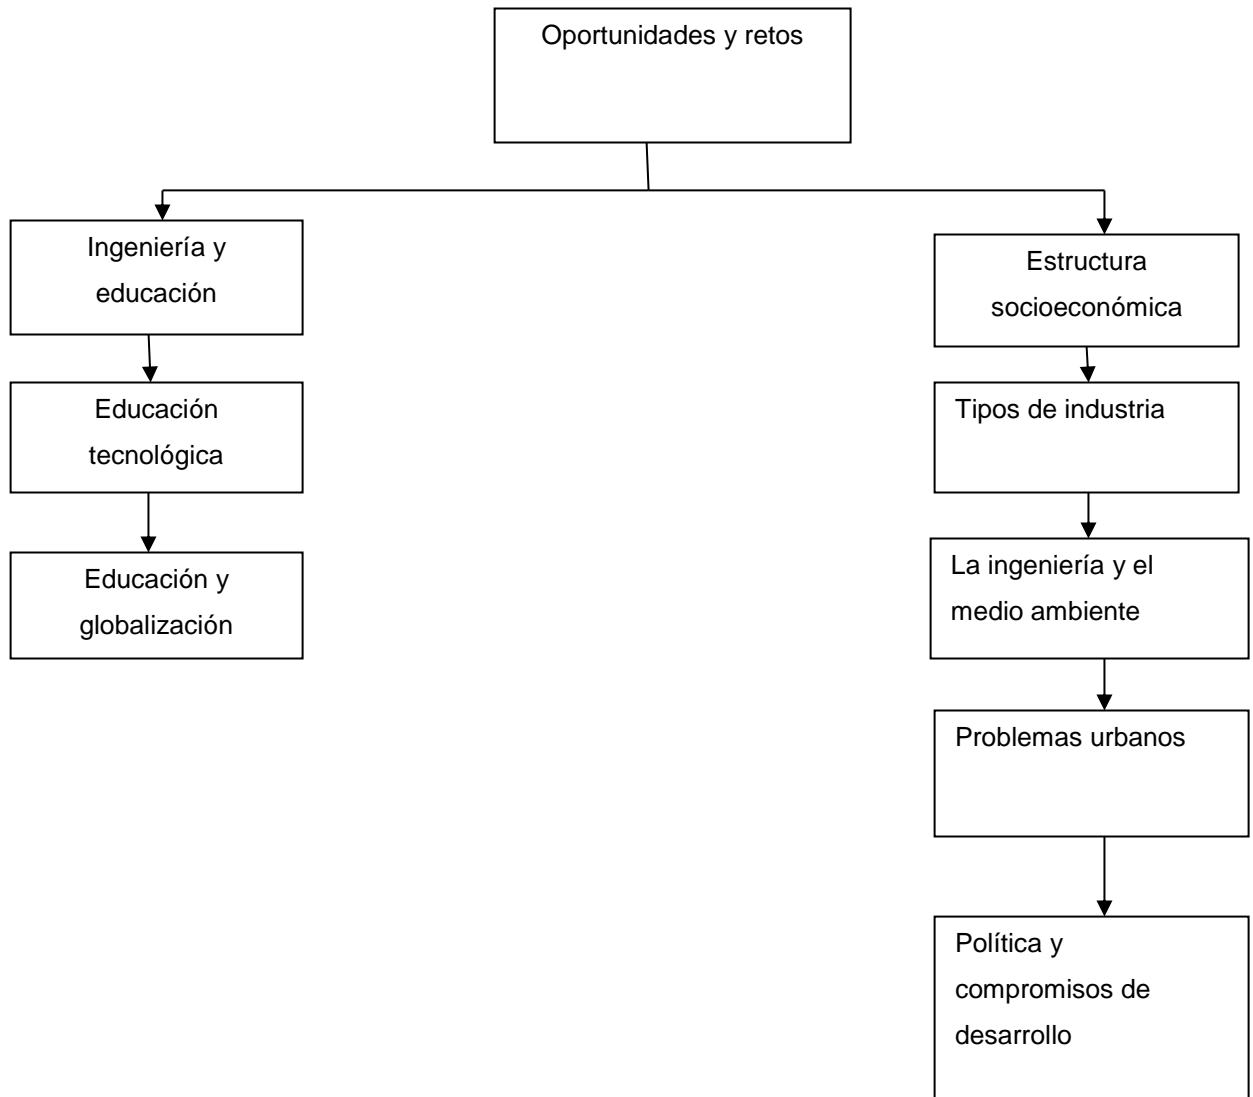 Oportunidades y retos
Ingeniería y
educación
Educación
tecnológica
Educación y
globalización
Estructura
socioeconómica
Tipos de industria
La ingeniería y el
medio ambiente
Problemas urbanos
Política y
compromisos de
desarrollo